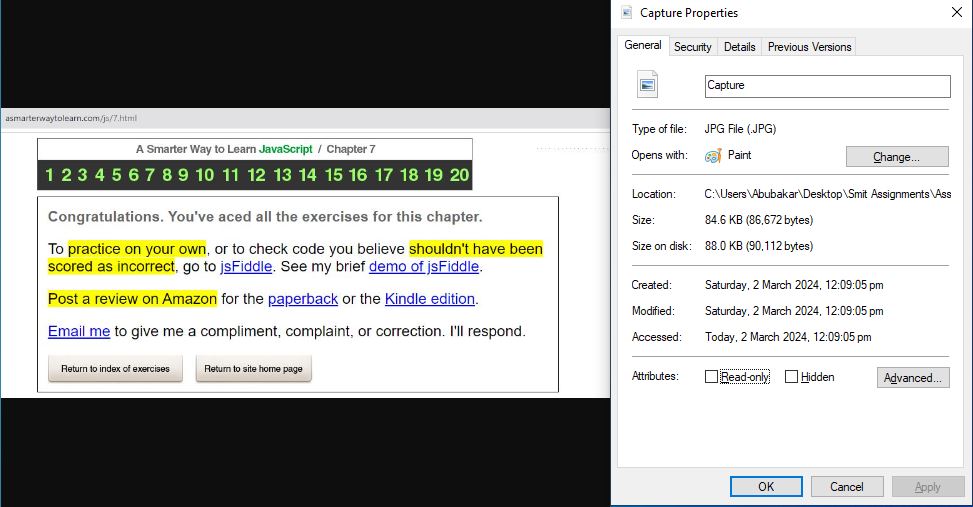 asmarterwaytolearn.com/js/7.html
A Smarter Way to Learn JavaScript / Chapter 7
1 2 3 4 5 6 7 8 9 10 11 12 13 14 15 16 17 18 19 20
Congratulations. You've aced all the exercises for this chapter.
To practice on your own, or to check code you believe shouldn't have been
scored as incorrect, go to jsFiddle. See my brief demo of jsFiddle.
Post a review on Amazon for the paperback or the Kindle edition.
Email me to give me a compliment, complaint, or correction. I'll respond.
Return to index of exercises
Return to site home page
Capture Properties
General Security Details Previous Versions
Capture
Type of file: JPG File (.JPG)
Opens with: Paint Change...
Location: C:\Users\Abubakar\Desktop\Smit Assignments\Ass
Size: 84.6 KB (86,672 bytes)
Size on disk: 88.0 KB (90,112 bytes)
Created: Saturday, 2 March 2024, 12:09:05 pm
Modified: Saturday, 2 March 2024, 12:09:05 pm
Accessed: Today, 2 March 2024, 12:09:05 pm
Attributes: Read-only Hidden Advanced...
OK Cancel Apply